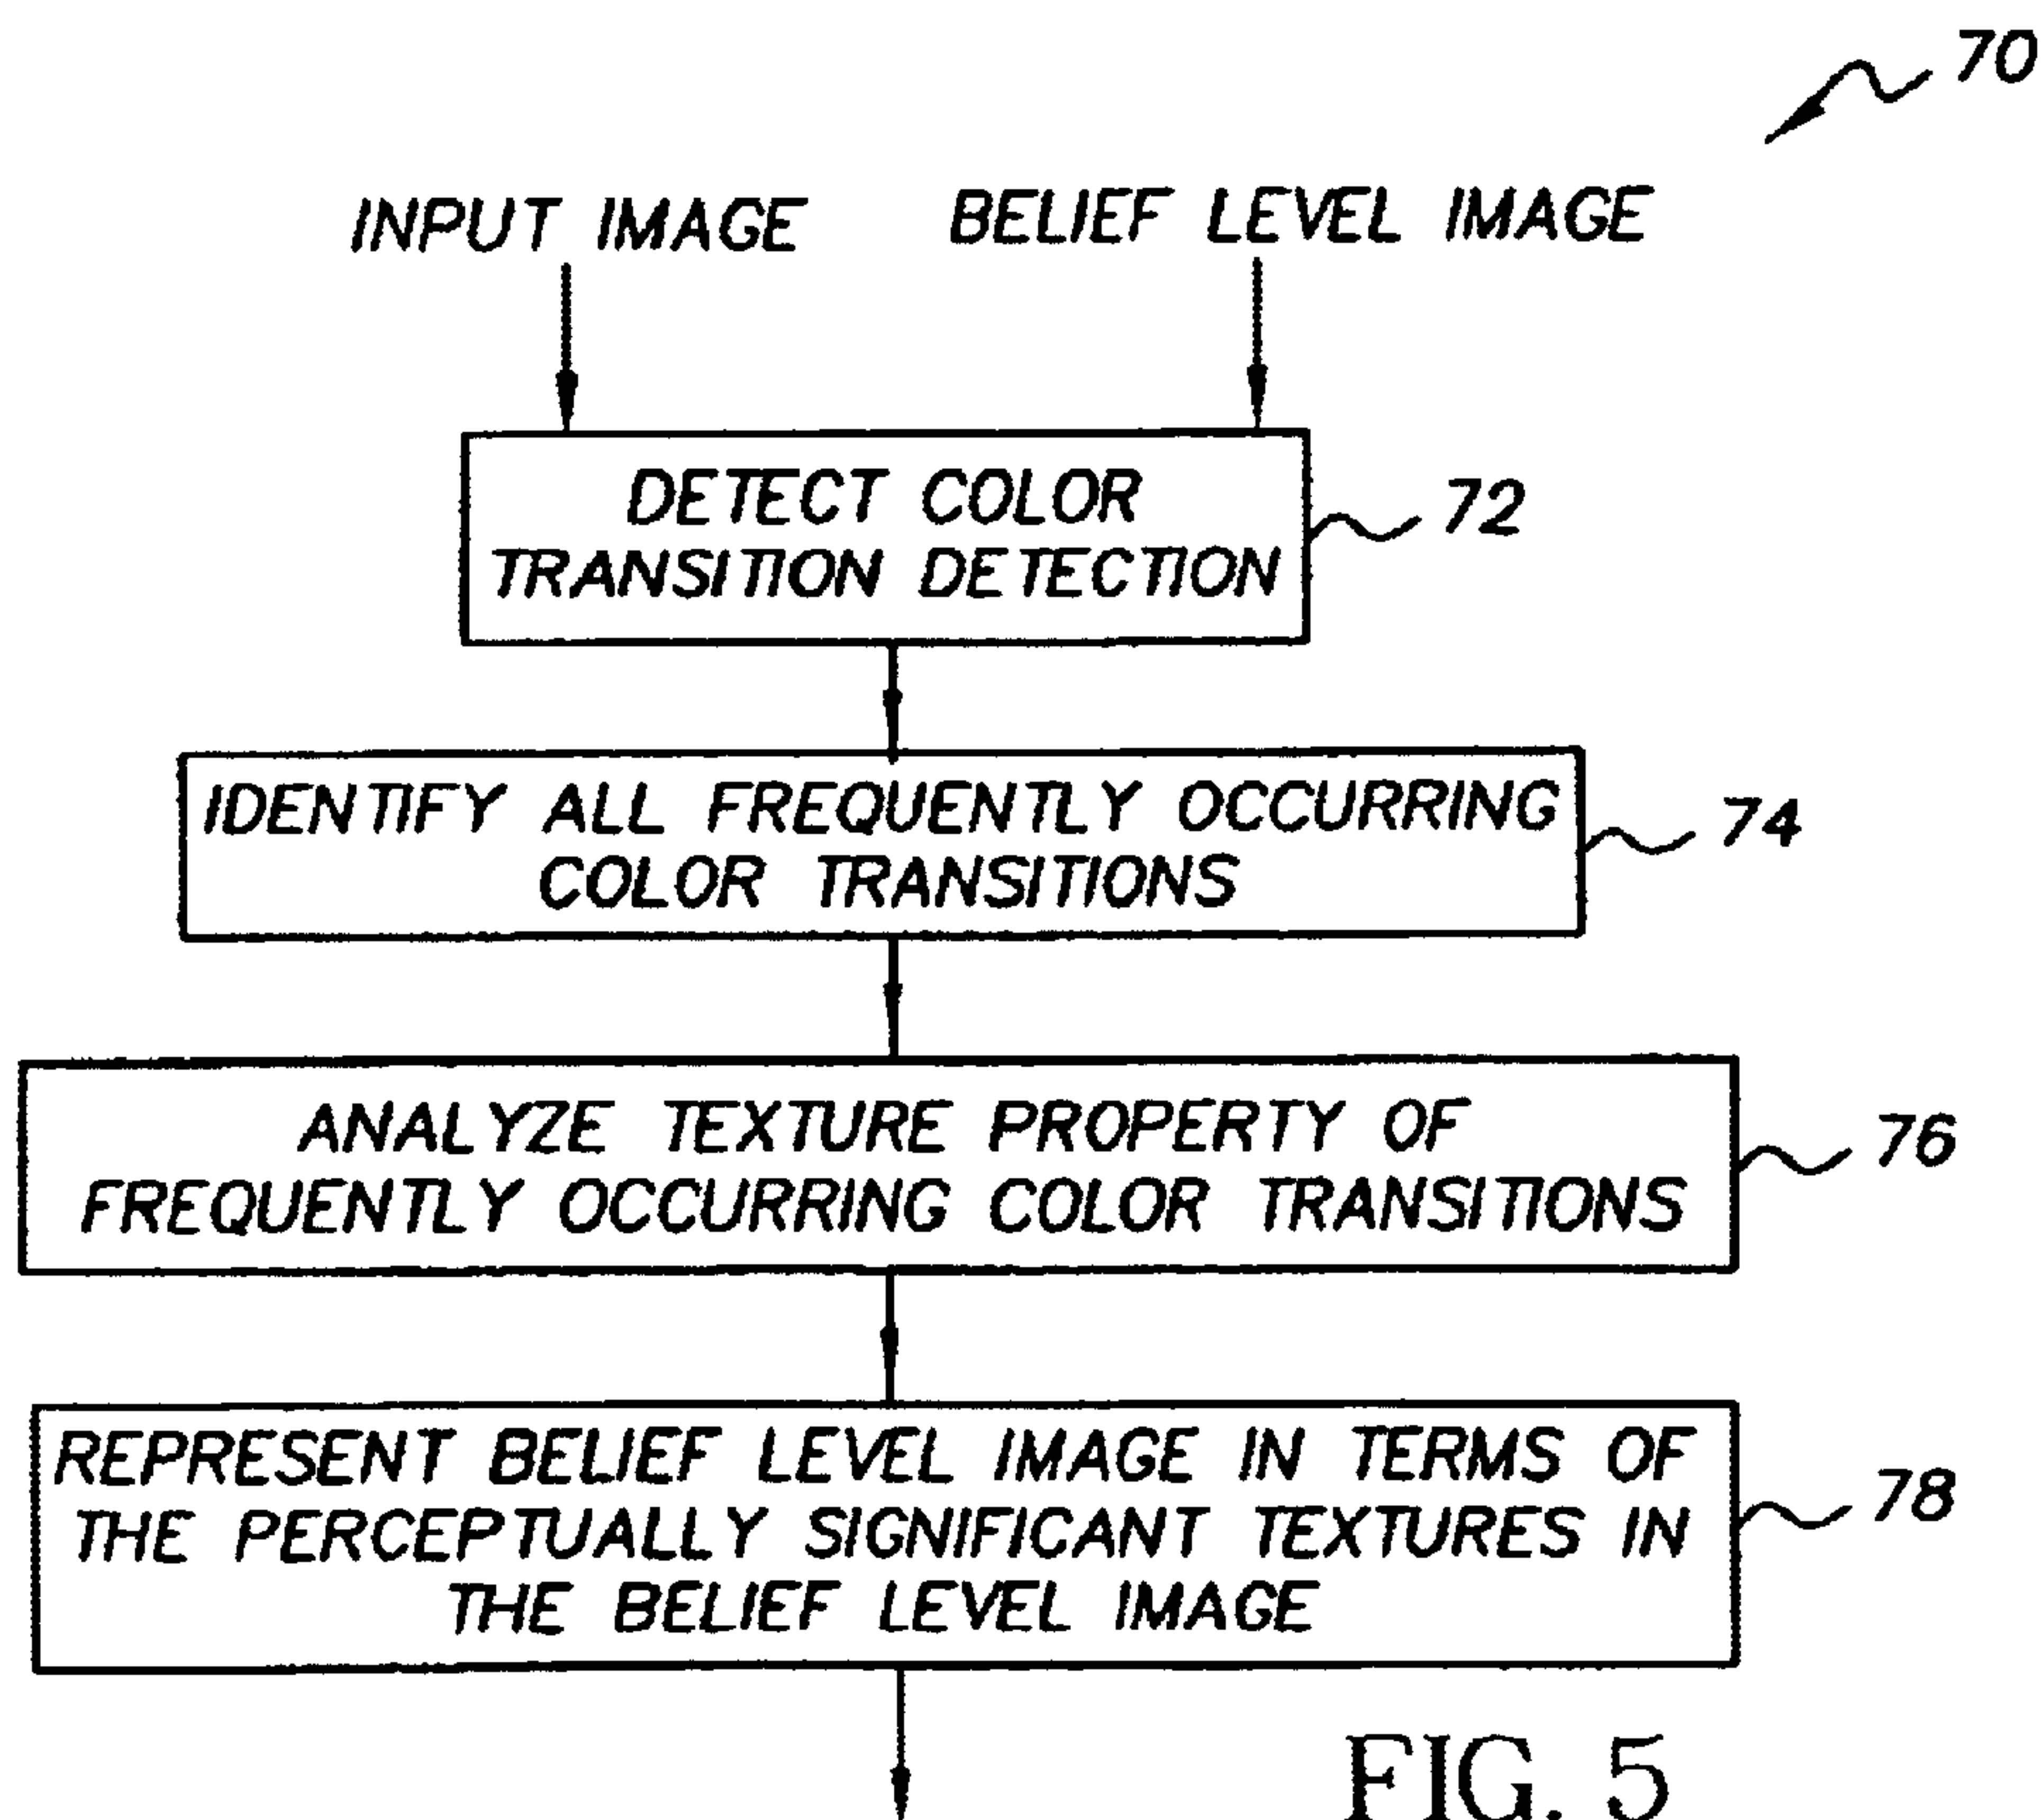 70
INPUT IMAGE
BELIEF LEVEL IMAGE
DETECT COLOR
TRANSITION DETECTION
72
IDENTIFY ALL FREQUENTLY OCCURRING
COLOR TRANSITIONS
74
ANALYZE TEXTURE PROPERTY OF
FREQUENTLY OCCURRING COLOR TRANSITIONS
76
REPRESENT BELIEF LEVEL IMAGE IN TERMS OF
THE PERCEPTUALLY SIGNIFICANT TEXTURES IN
THE BELIEF LEVEL IMAGE
78
FIG. 5